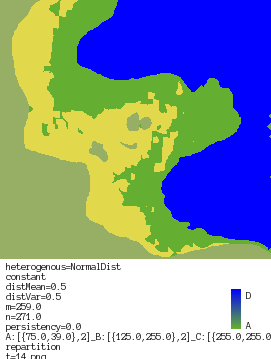 heterogenous=NormalDist
constant
distMean=0.5
distVar=0.5
m=259.0
n=271.0
persistency=0.0
A:[{75.0,39.0},2]_B:[{125.0,255.0},2]_C:[{255.0,255.0
repartition
t=14.png
D
A